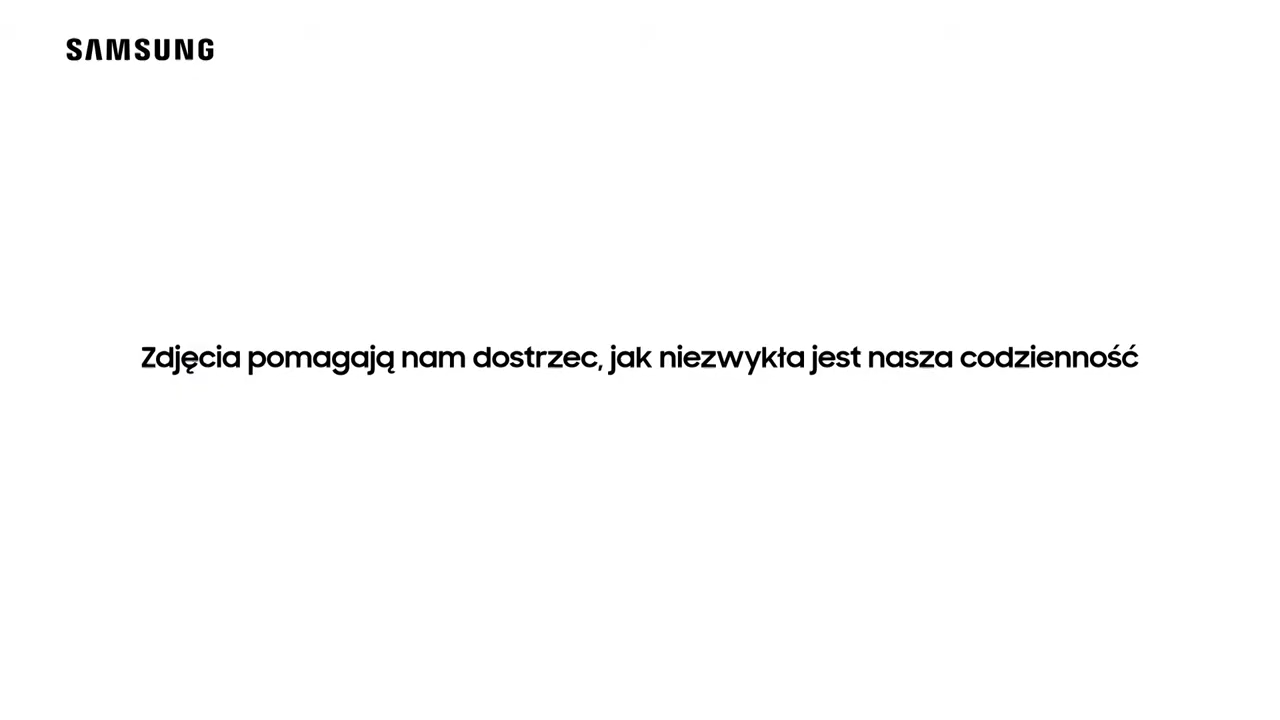 SAMSUNG
Zdjęcia pomagają nam dostrzec, jak niezwykła jest nasza codzienność